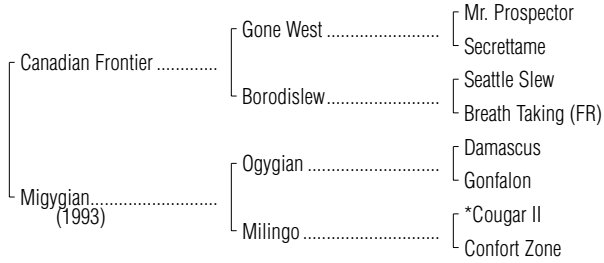 Mr. Prospector
Gone West
Secrettame
Canadian Frontier
Seattle Slew
Borodislew
Breath Taking (FR)
Damascus
Ogygian
Gonfalon
Migygian
(1993)
*Cougar II
Milingo
Confort Zone